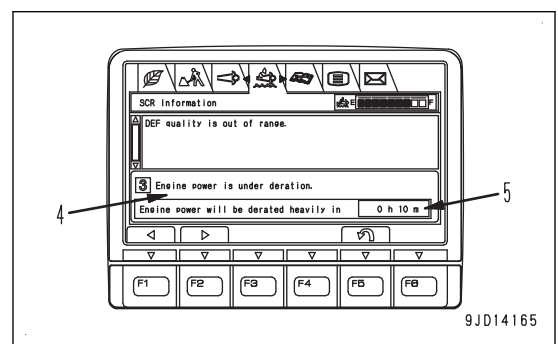 SCR Information
E F
DEF quality is out of range.
3 Engine power is under deration.
4
5
Engine power will be derated heavily in 0 h 10 m
F1 F2 F3 F4 F5 F6
9JD14165